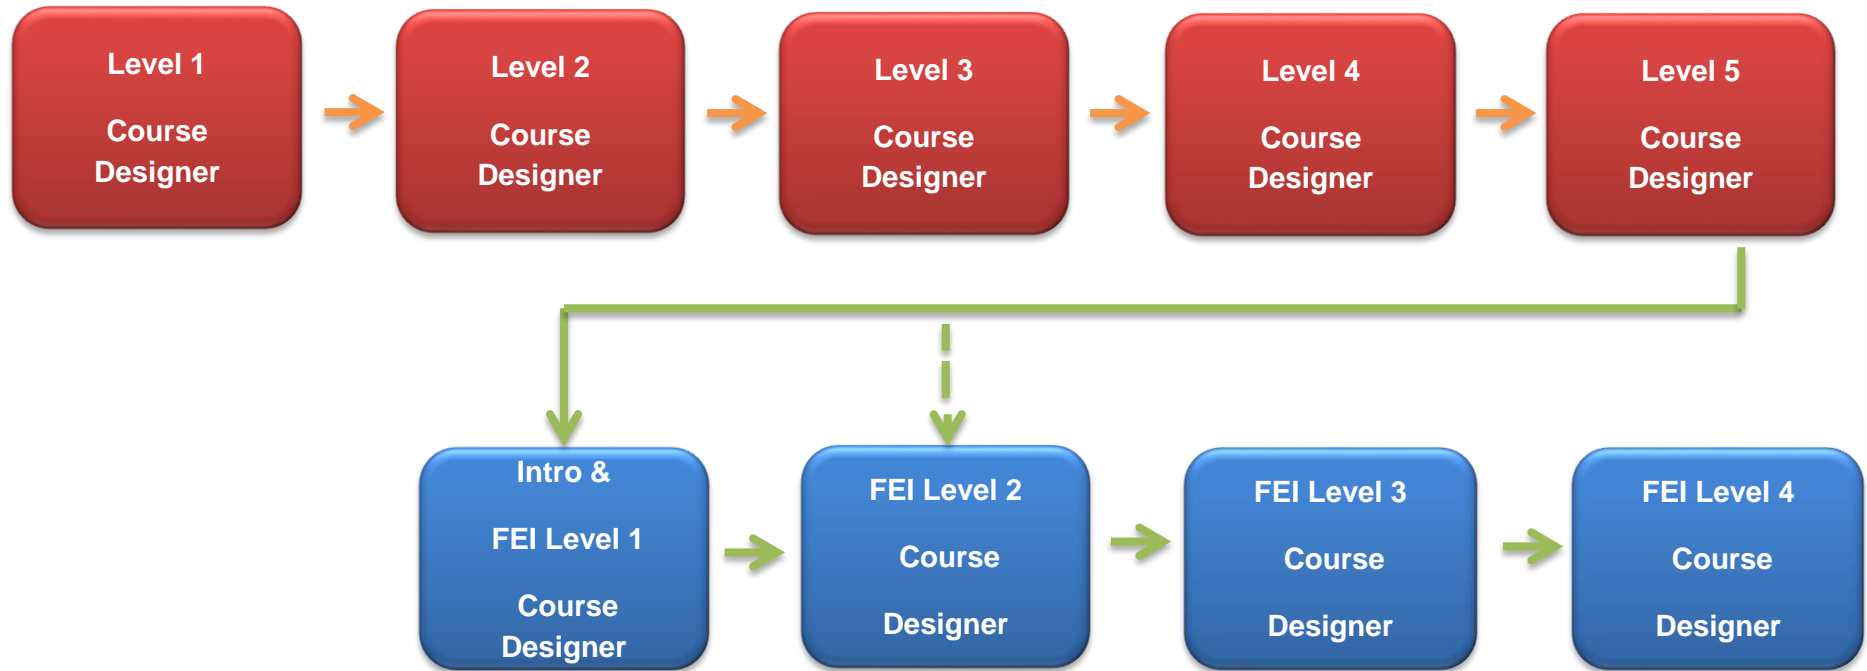 Level 1
Course
Designer
Level 2
Course
Designer
Level 3
Course
Designer
Level 4
Course
Designer
Level 5
Course
Designer
Intro &
FEI Level 1
Course
Designer
FEI Level 2
Course
Designer
FEI Level 3
Course
Designer
FEI Level 4
Course
Designer